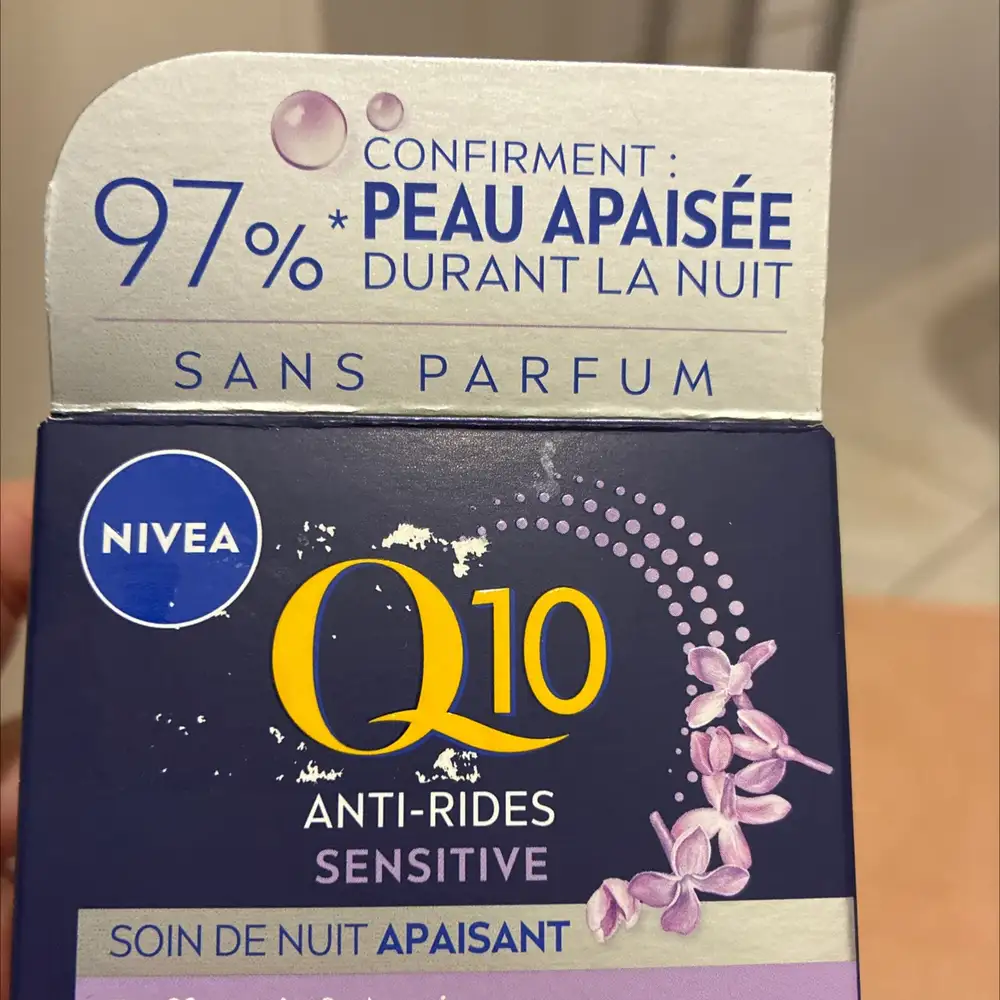 CONFIRMENT :
97%* PEAU APAISÉE
DURANT LA NUIT
SANS PARFUM
NIVEA
Q10
ANTI-RIDES
SENSITIVE
SOIN DE NUIT APAISANT